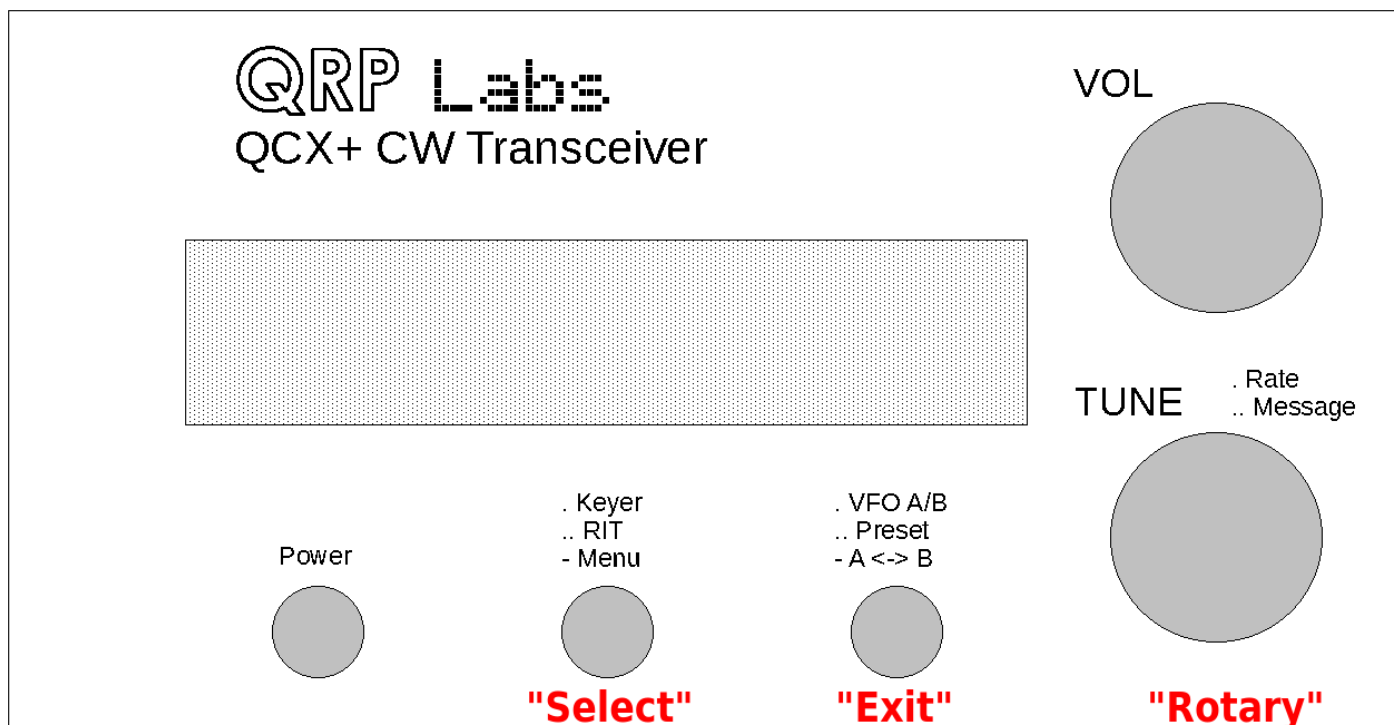 QRP Labs
QCX+ CW Transceiver
VOL
TUNE
. Rate
.. Message
Power
. Keyer
.. RIT
- Menu
. VFO A/B
.. Preset
- A <-> B
"Select"
"Exit"
"Rotary"